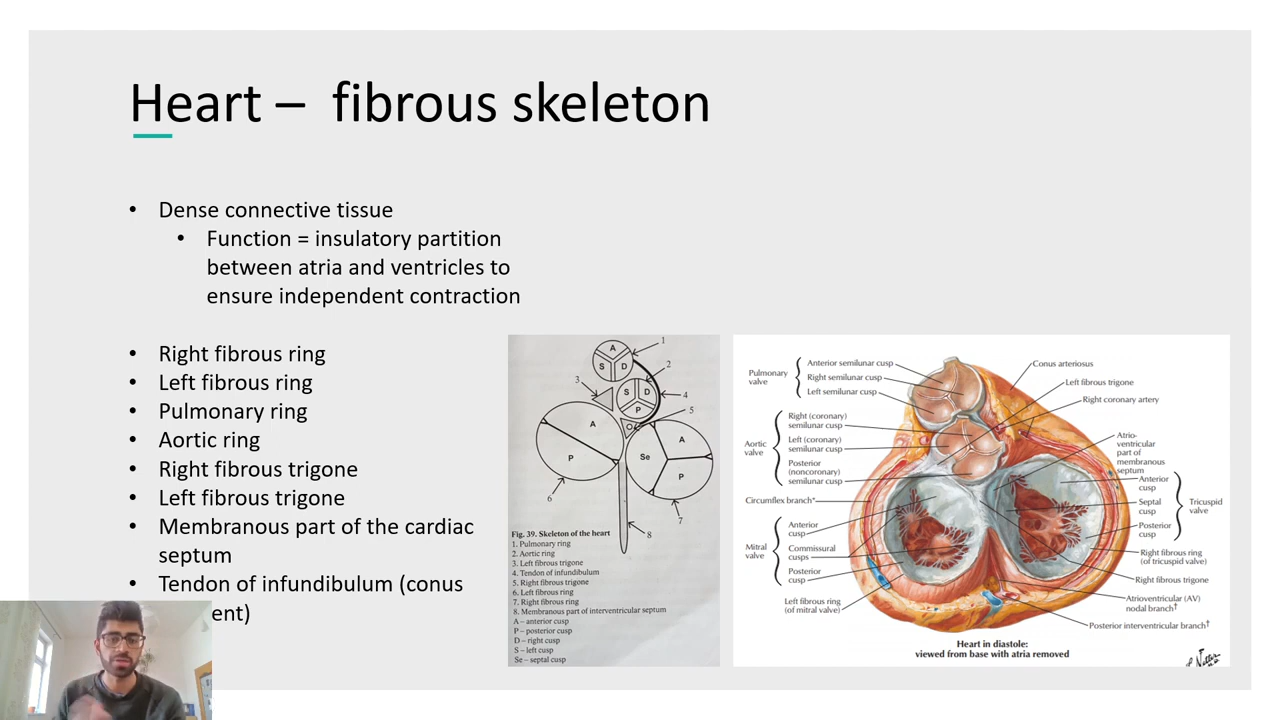 Heart – fibrous skeleton
• Dense connective tissue
• Function = insulatory partition
between atria and ventricles to
ensure independent contraction
• Right fibrous ring
• Left fibrous ring
• Pulmonary ring
• Aortic ring
• Right fibrous trigone
• Left fibrous trigone
• Membranous part of the cardiac
septum
• Tendon of infundibulum (conus
ent)
1
A
S D
2
3
S D
4
P
5
A
A
P
Se
P
6
7
8
Fig. 39. Skeleton of the heart
1. Pulmonary ring
2. Aortic ring
3. Left fibrous trigone
4. Tendon of infundibulum
5. Right fibrous trigone
6. Left fibrous ring
7. Right fibrous ring
8. Membranous part of interventricular septum
A – anterior cusp
P – posterior cusp
D – right cusp
S – left cusp
Se – septal cusp
Pulmonary
valve
Anterior semilunar cusp
Right semilunar cusp
Left semilunar cusp
Aortic
valve
Right (coronary)
semilunar cusp
Left (coronary)
semilunar cusp
Posterior
(noncoronary)
semilunar cusp
Circumflex branch*
Mitral
valve
Anterior
cusp
Commissural
cusps
Posterior
cusp
Left fibrous ring
(of mitral valve)
Conus arteriosus
Left fibrous trigone
Right coronary artery
Atrio-
ventricular
part of
membranous
septum
Anterior
cusp
Septal
cusp
Posterior
cusp
Tricuspid
valve
Right fibrous ring
(of tricuspid valve)
Right fibrous trigone
Atrioventricular (AV)
nodal branch†
Posterior interventricular branch†
Heart in diastole:
viewed from base with atria removed